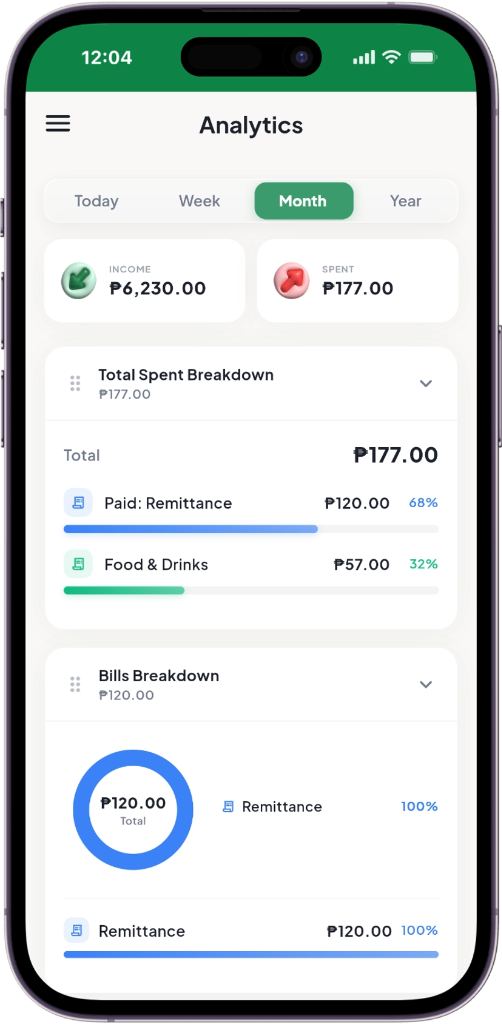 12:04
Analytics
Today Week Month Year
INCOME
₱6,230.00
SPENT
₱177.00
Total Spent Breakdown
₱177.00
Total ₱177.00
Paid: Remittance ₱120.00 68%
Food & Drinks ₱57.00 32%
Bills Breakdown
₱120.00
₱120.00
Total
Remittance 100%
Remittance ₱120.00 100%